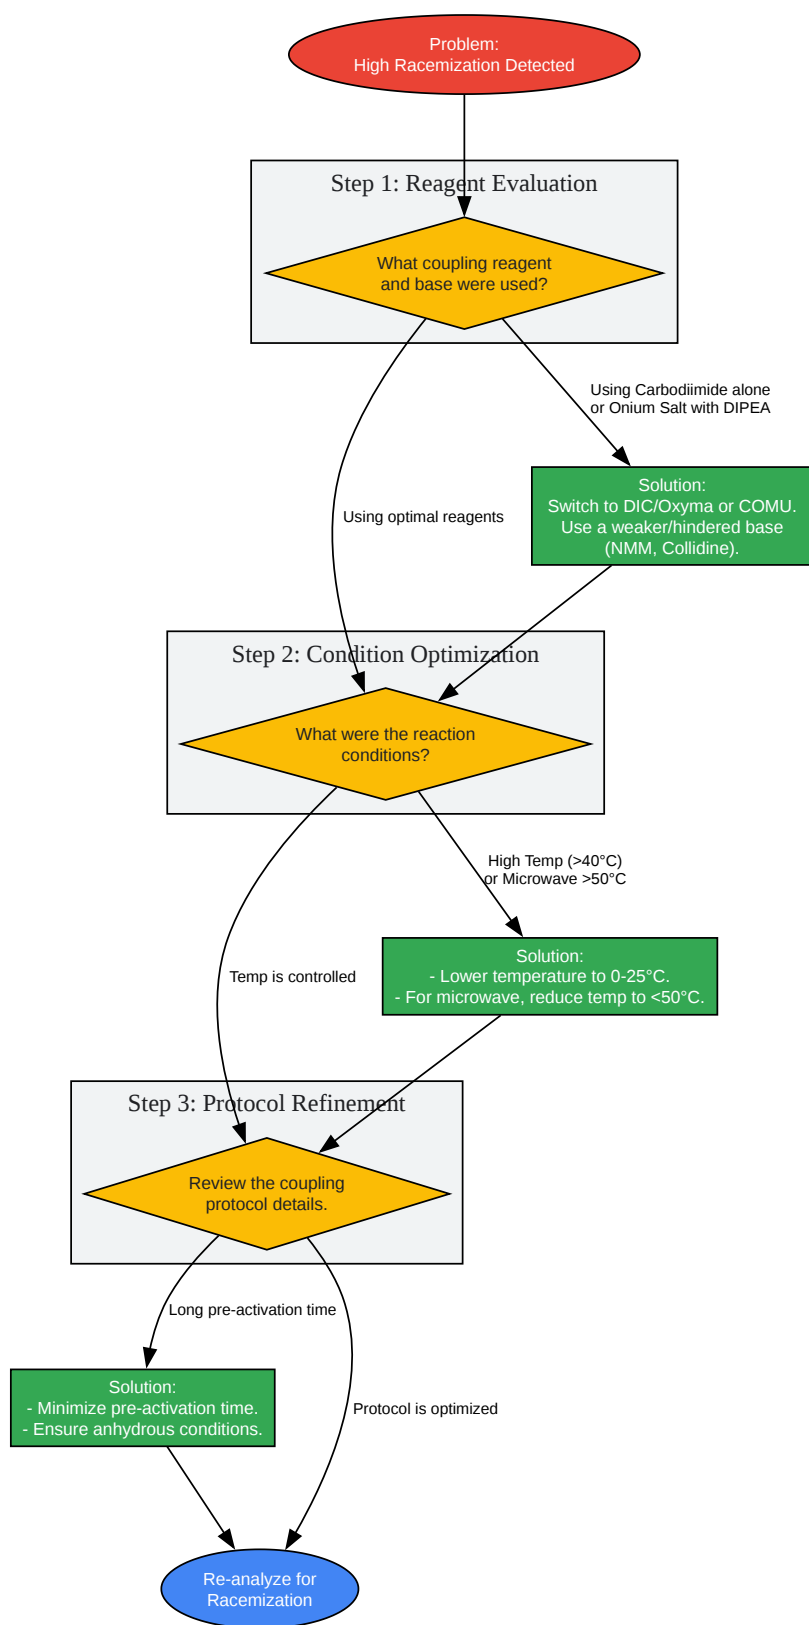 Problem:
High Racemization Detected
Step 1: Reagent Evaluation
What coupling reagent
and base were used?
Using Carbodiimide alone
or Onium Salt with DIPEA
Solution:
Switch to DIC/Oxyma or COMU.
Use a weaker/hindered base
(NMM, Collidine).
Using optimal reagents
Step 2: Condition Optimization
What were the reaction
conditions?
High Temp (>40°C)
or Microwave >50°C
Solution:
- Lower temperature to 0-25°C.
- For microwave, reduce temp to <50°C.
Temp is controlled
Step 3: Protocol Refinement
Review the coupling
protocol details.
Long pre-activation time
Solution:
- Minimize pre-activation time.
- Ensure anhydrous conditions.
Protocol is optimized
Re-analyze for
Racemization